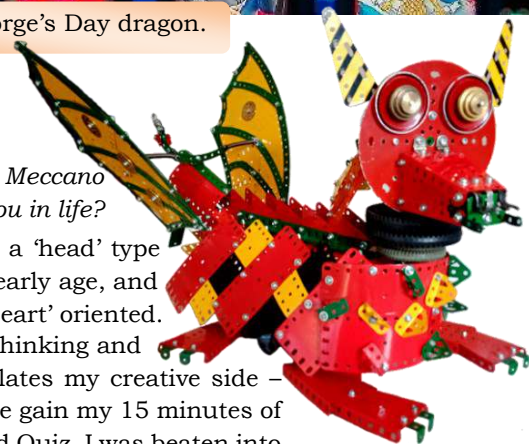 orge’s Day dragon.
Meccano
ou in life?
a ‘head’ type
early age, and
eart’ oriented.
hinking and
lates my creative side –
e gain my 15 minutes of
d Quiz. I was beaten into